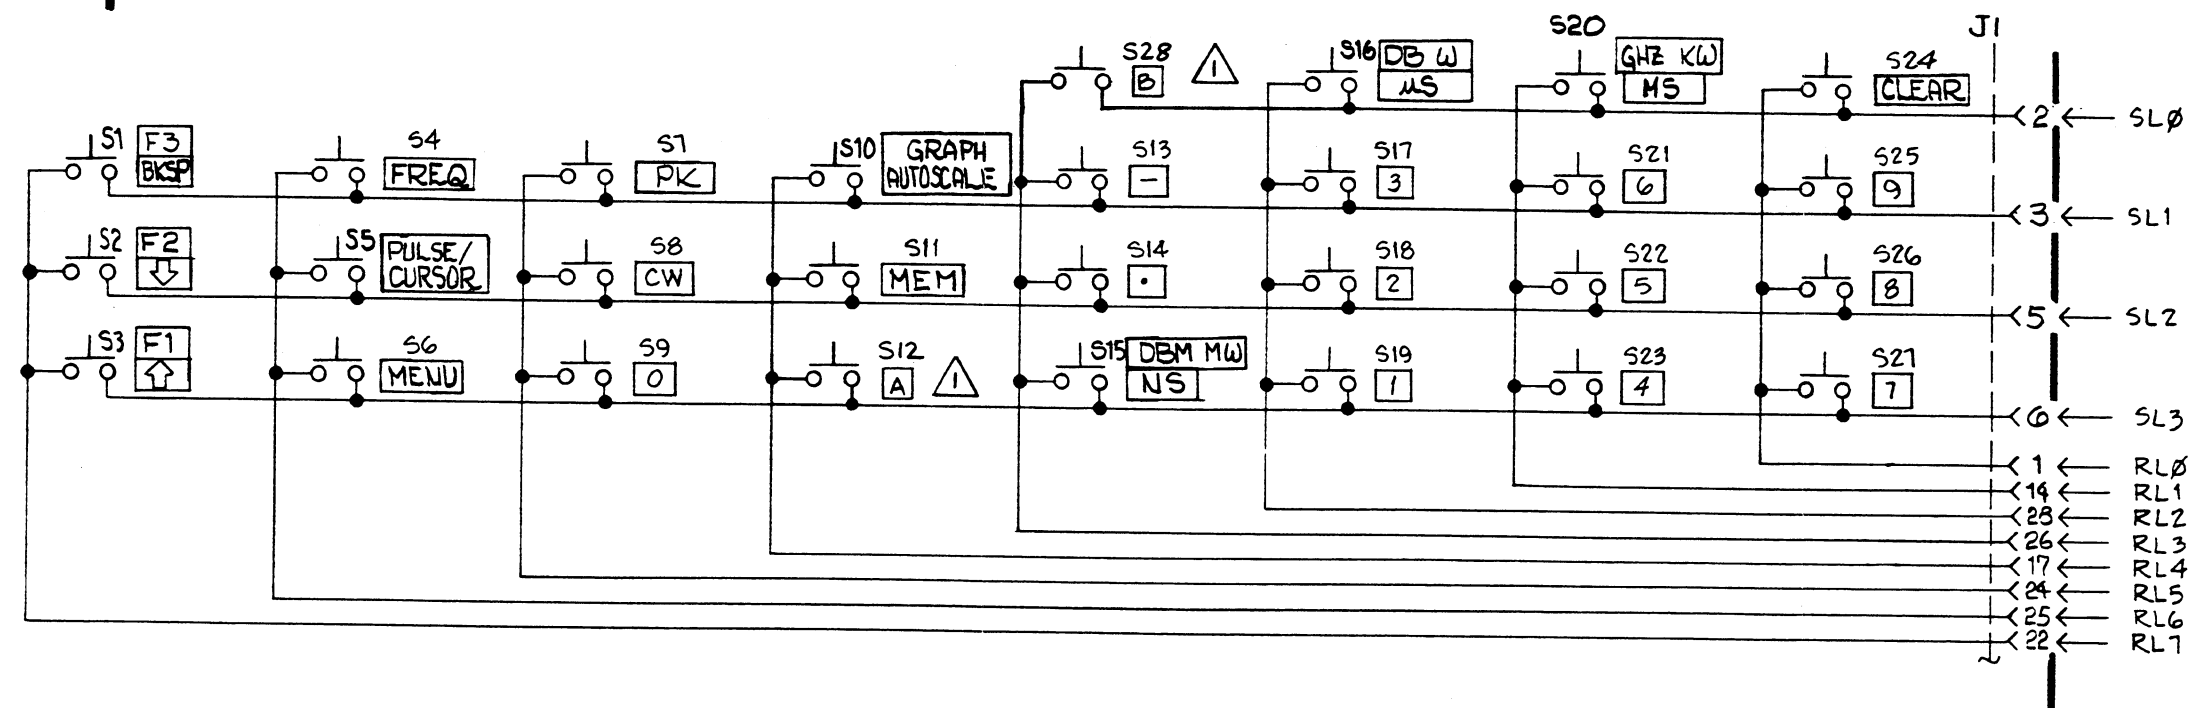 S20
J1
S28
B
1
S16
DB W
µS
GHZ KW
MS
S24
CLEAR
2
SLØ
S1
F3
BKSP
S4
FREQ
S7
PK
S10
GRAPH
AUTOSCALE
S13
-
S17
3
S21
6
S25
9
3
SL1
S2
F2
S5
PULSE/
CURSOR
S8
CW
S11
MEM
S14
.
S18
2
S22
5
S26
8
5
SL2
S3
F1
S6
MENU
S9
0
S12
A
1
S15
DBM MW
NS
S19
1
S23
4
S27
7
6
SL3
1
RLØ
RL1
RL2
26
RL3
17
RL4
24
RL5
25
RL6
22
RL7